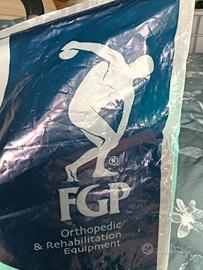 ®
FGP
Orthopedic
& Rehabilitation
Equipment